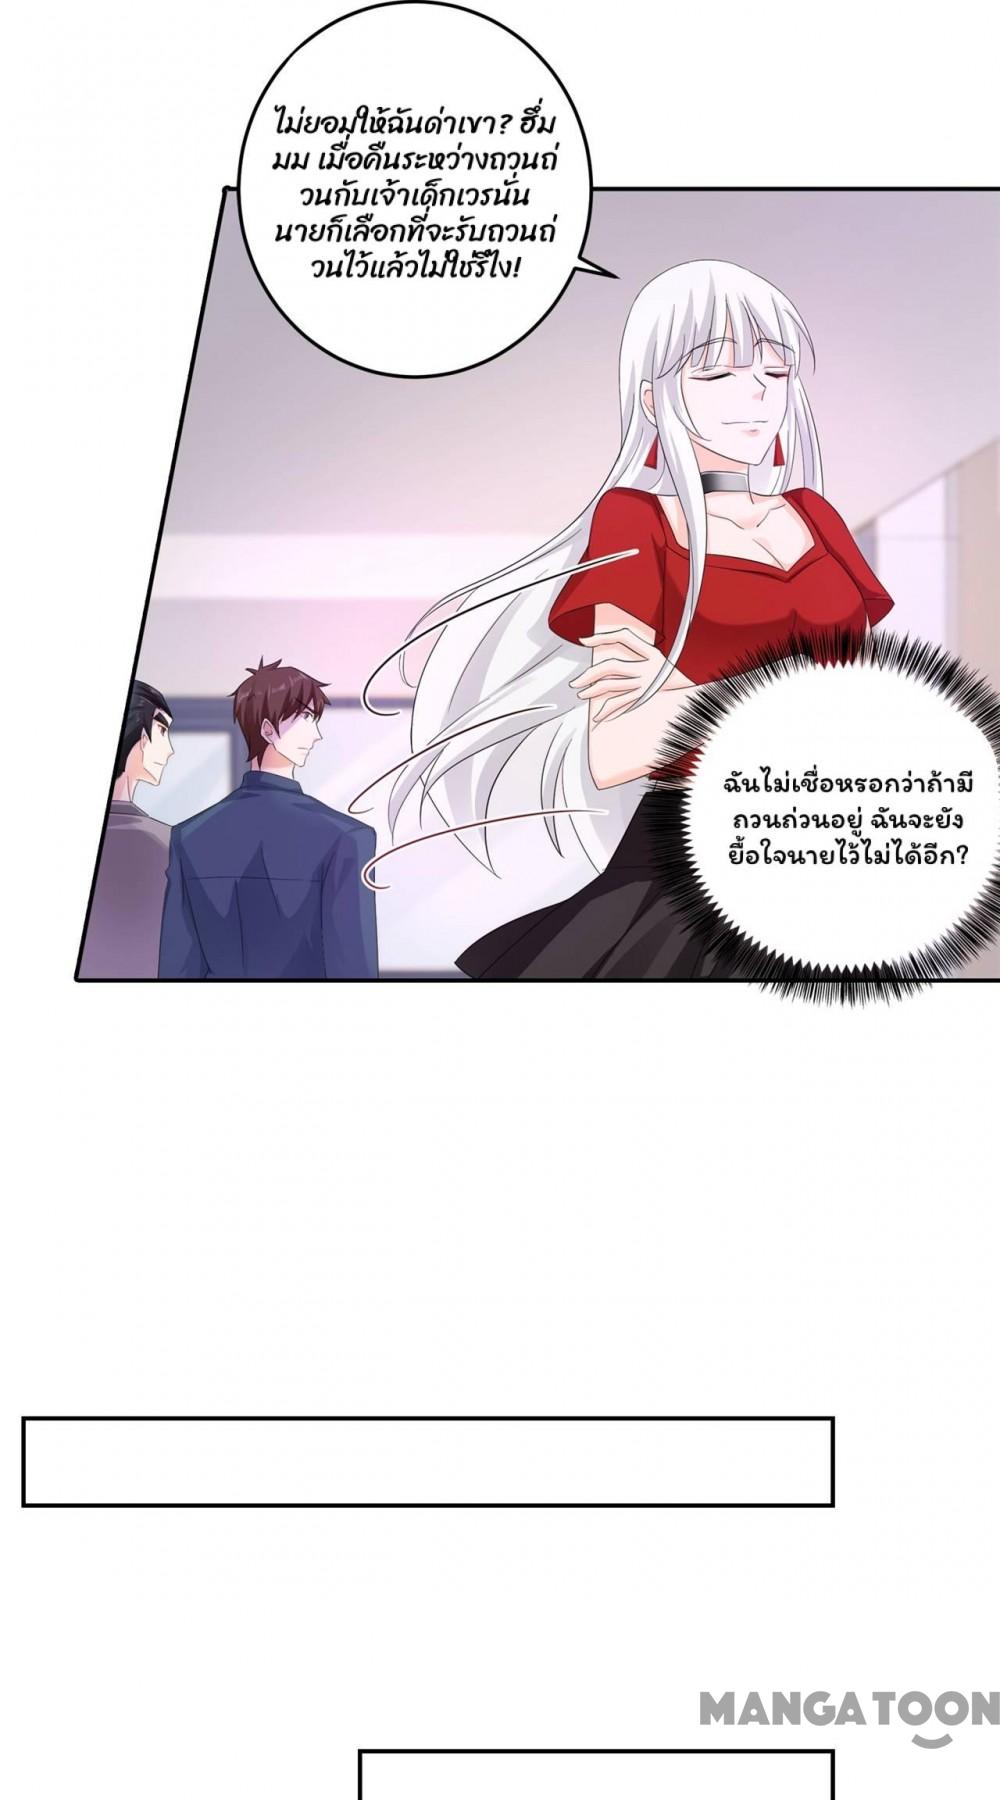 ไม่ยอมให้ฉันด่าเขา? ฮึ่ม
มม เมื่อคืนระหว่างถวนถ่
วนกับเจ้าเด็กเวรนั่น
นายก็เลือกที่จะรับถวนถ่
วนไว้แล้วไม่ใช่รึไง!
ฉันไม่เชื่อหรอกว่าถ้ามี
ถวนถ่วนอยู่ ฉันจะยัง
ยื้อใจนายไว้ไม่ได้อีก?
MANGATOON